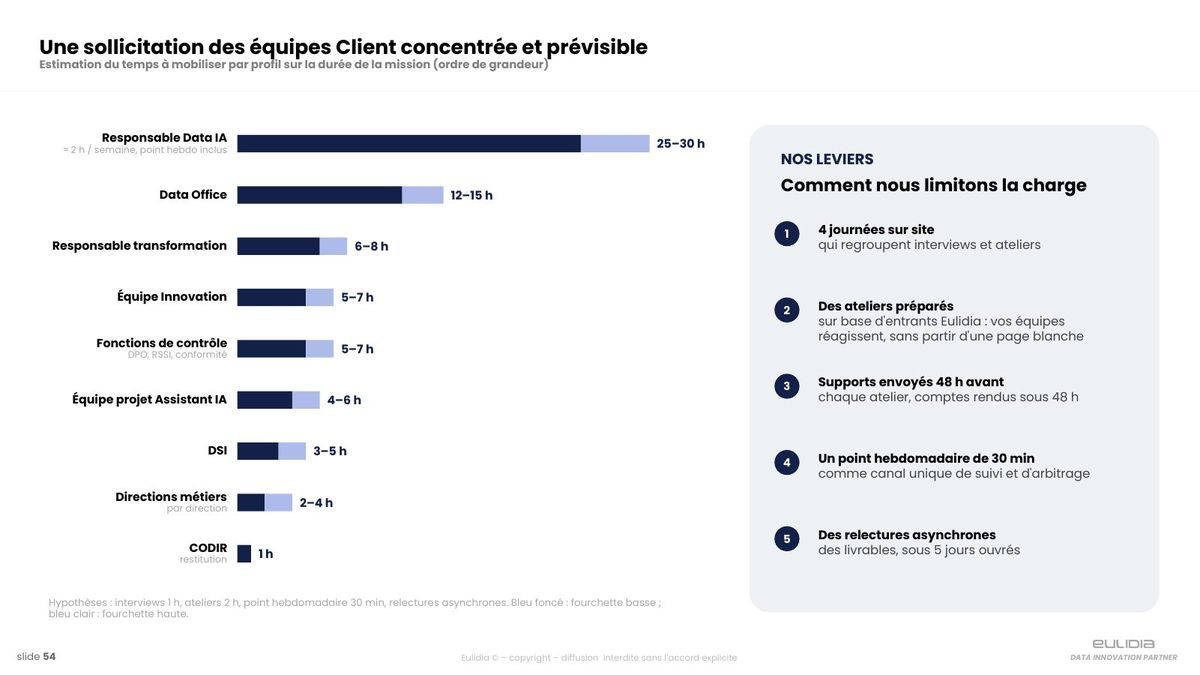 Une sollicitation des équipes Client concentrée et prévisible
Estimation du temps à mobiliser par profil sur la durée de la mission (ordre de grandeur)
Responsable Data IA
≈ 2 h / semaine, point hebdo inclus
25–30 h
Data Office
12–15 h
Responsable transformation
6–8 h
Équipe Innovation
5–7 h
Fonctions de contrôle
DPO, RSSI, conformité
5–7 h
Équipe projet Assistant IA
4–6 h
DSI
3–5 h
Directions métiers
par direction
2–4 h
CODIR
restitution
1 h
Hypothèses : interviews 1 h, ateliers 2 h, point hebdomadaire 30 min, relectures asynchrones. Bleu foncé : fourchette basse ;
bleu clair : fourchette haute.
NOS LEVIERS
Comment nous limitons la charge
1
4 journées sur site
qui regroupent interviews et ateliers
2
Des ateliers préparés
sur base d'entrants Eulidia : vos équipes
réagissent, sans partir d'une page blanche
3
Supports envoyés 48 h avant
chaque atelier, comptes rendus sous 48 h
4
Un point hebdomadaire de 30 min
comme canal unique de suivi et d'arbitrage
5
Des relectures asynchrones
des livrables, sous 5 jours ouvrés
slide 54
Eulidia © – copyright – diffusion  interdite sans l'accord explicite
EULIDIA
DATA INNOVATION PARTNER